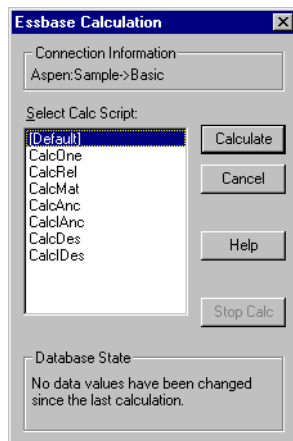 Essbase Calculation
Connection Information
Aspen:Sample->Basic
Select Calc Script:
(Default)
CalcOne
CalcRel
CalcMat
CalcAnc
CalcIAnc
CalcDes
CalcIDes
Calculate
Cancel
Help
Stop Calc
Database State
No data values have been changed
since the last calculation.